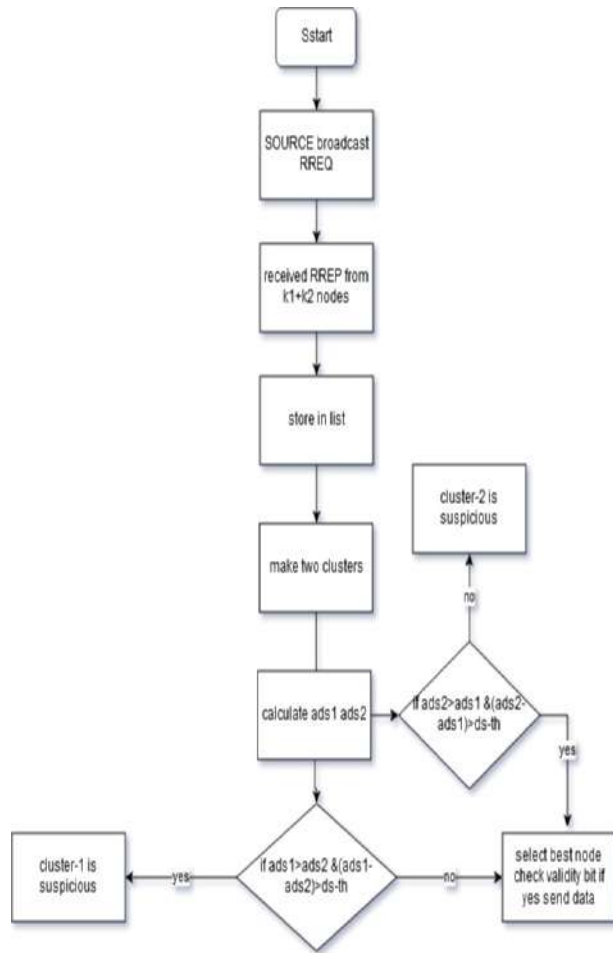 Sstart
SOURCE broadcast
RREQ
received RREP from
k1+k2 nodes
store in list
cluster-2 is
suspicious
make two clusters
no
calculate ads1 ads2
if ads2>ads1 &(ads2-
ads1)>ds-th
yes
cluster-1 is
suspicious
yes
if ads1>ads2 &(ads1-
ads2)>ds-th
no
select best node
check validity bit if
yes send data